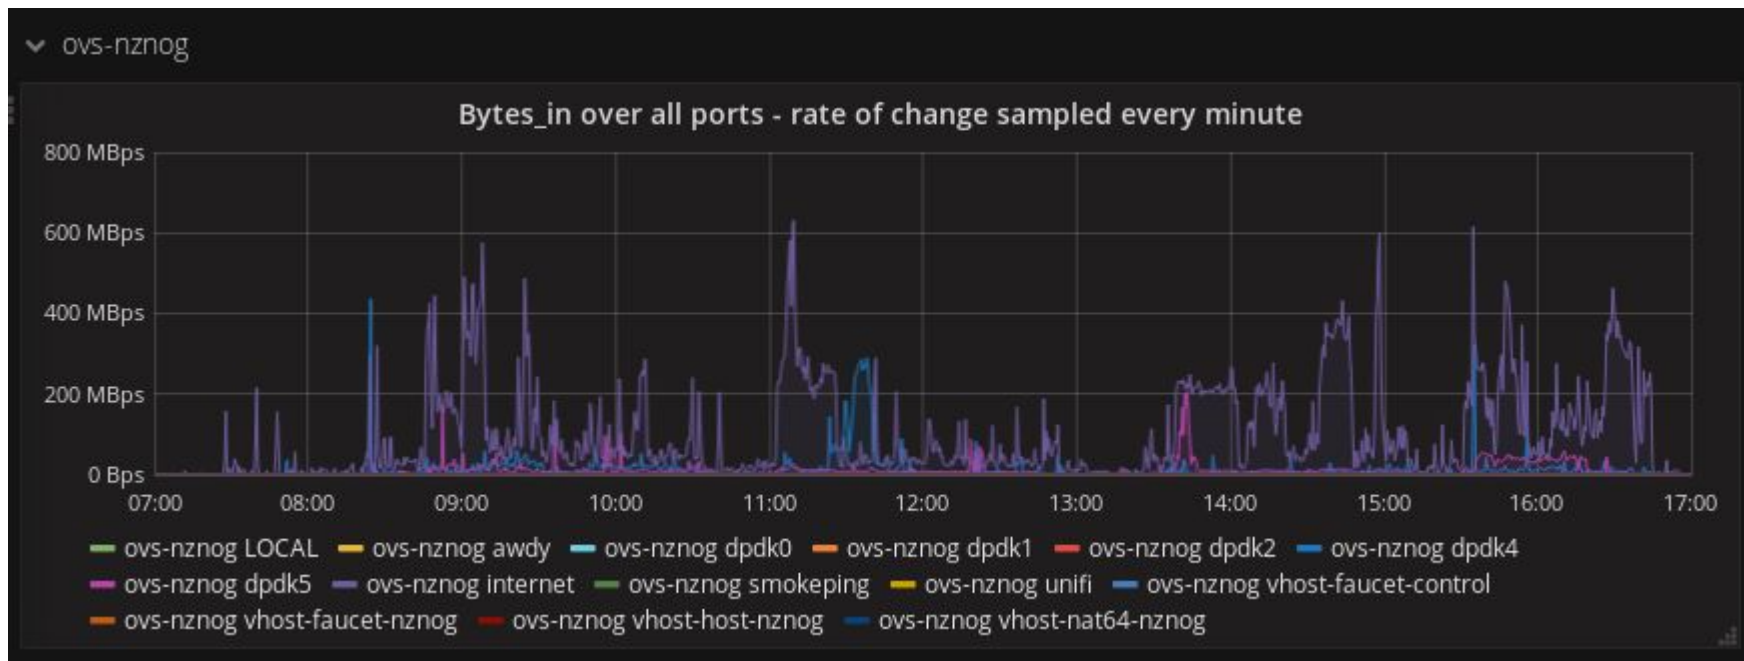 ovs-nznog
Bytes_in over all ports - rate of change sampled every minute
800 MBps
600 MBps
400 MBps
200 MBps
0 Bps
07:00 08:00 09:00 10:00 11:00 12:00 13:00 14:00 15:00 16:00 17:00
ovs-nznog LOCAL ovs-nznog awdy ovs-nznog dpdk0 ovs-nznog dpdk1 ovs-nznog dpdk2 ovs-nznog dpdk4
ovs-nznog dpdk5 ovs-nznog internet ovs-nznog smokeping ovs-nznog unifi ovs-nznog vhost-faucet-control
ovs-nznog vhost-faucet-nznog ovs-nznog vhost-host-nznog ovs-nznog vhost-nat64-nznog